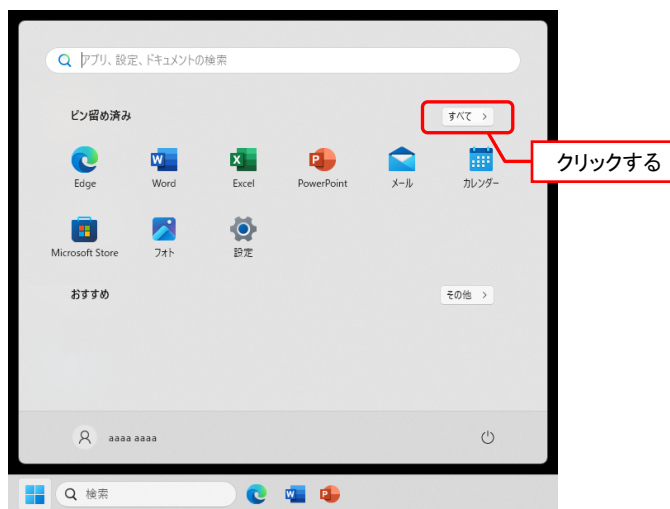 アプリ、設定、ドキュメントの検索
ピン留め済み
すべて >
クリックする
Edge
Word
Excel
PowerPoint
メール
カレンダー
Microsoft Store
フォト
設定
おすすめ
その他 >
aaaa aaaa
検索